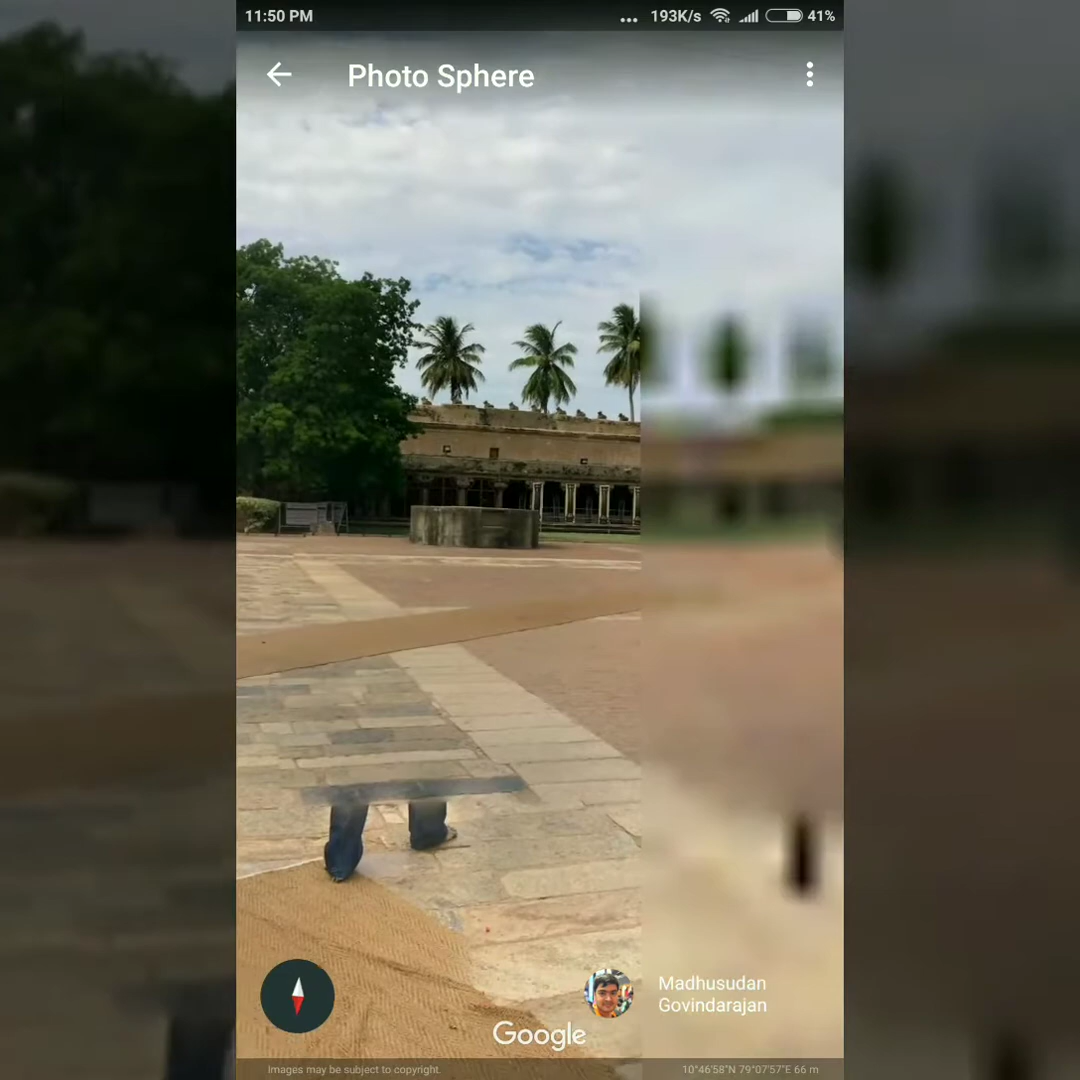 11:50 PM ... 193K/s 41%
Photo Sphere
Madhusudan
Govindarajan
Google
Images may be subject to copyright.
10°46'58"N 79°07'57"E 66 m